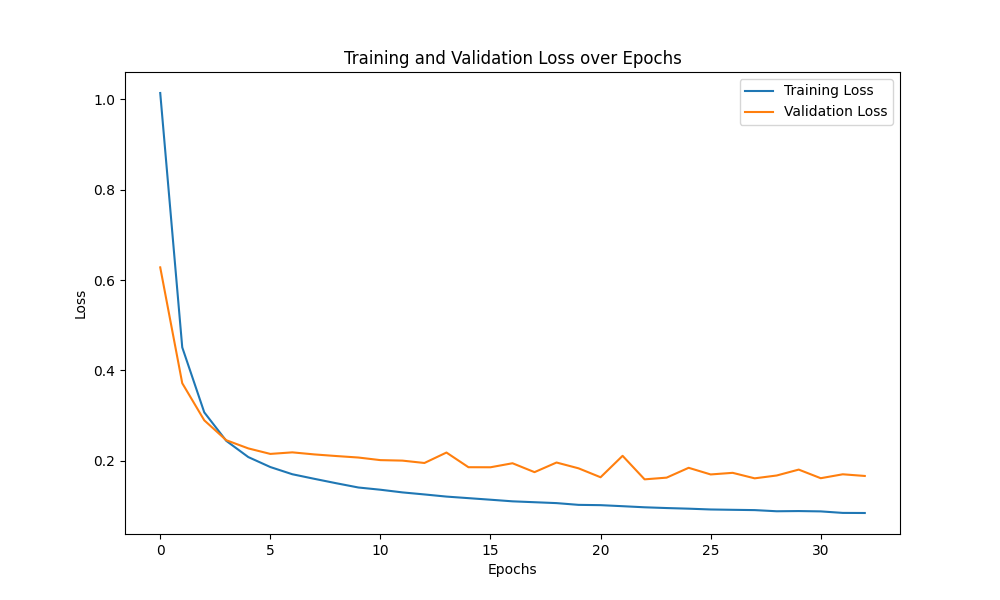 Training and Validation Loss over Epochs
Training Loss
Validation Loss
1.0
0.8
0.6
0.4
0.2
Loss
0 5 10 15 20 25 30
Epochs